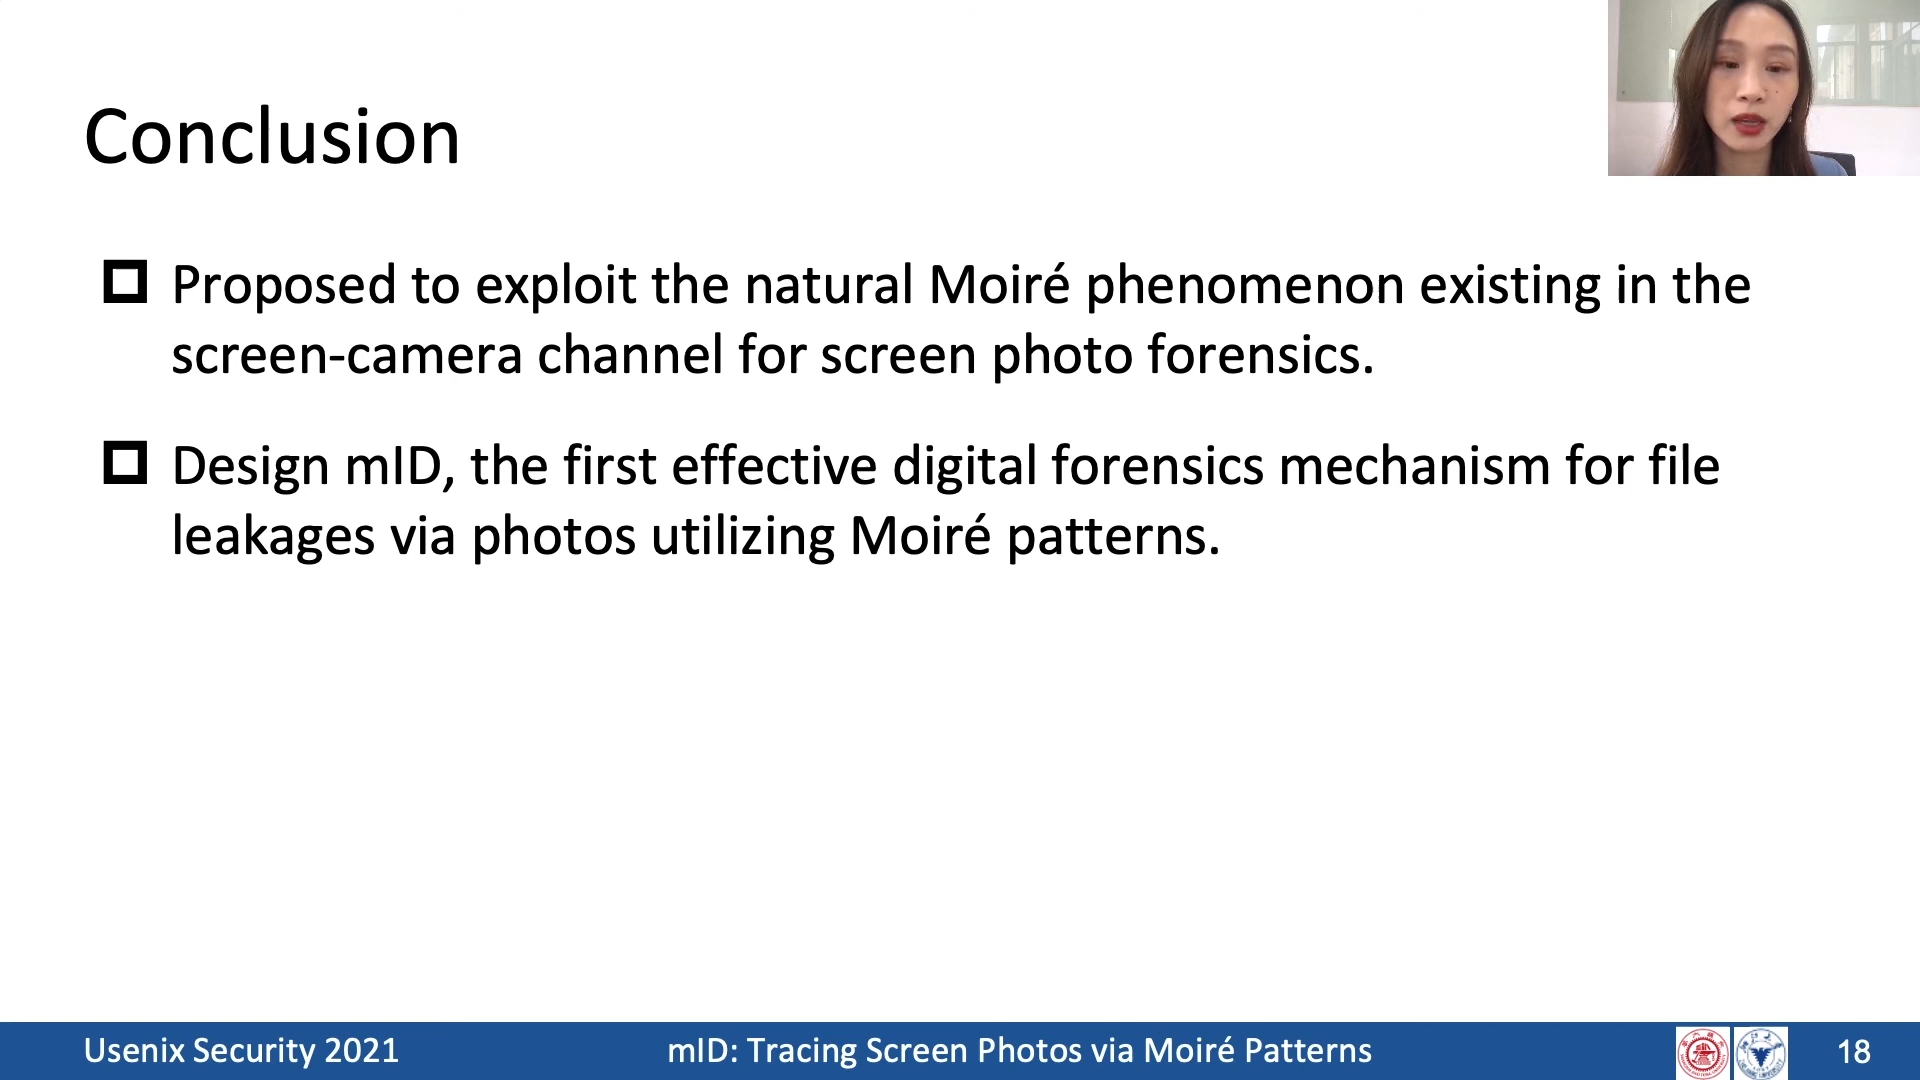 Conclusion
Proposed to exploit the natural Moiré phenomenon existing in the
screen-camera channel for screen photo forensics.
Design mID, the first effective digital forensics mechanism for file
leakages via photos utilizing Moiré patterns.
Usenix Security 2021
mID: Tracing Screen Photos via Moiré Patterns
18